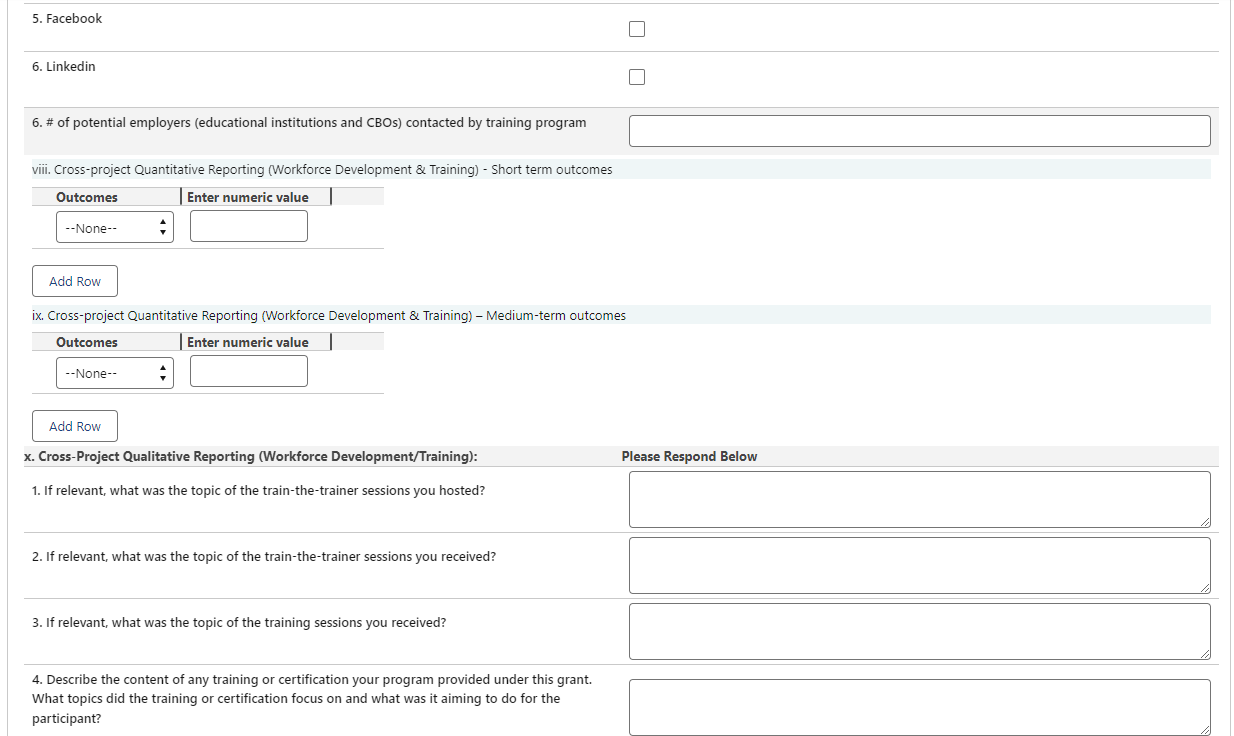 5. Facebook
6. Linkedin
6. # of potential employers (educational institutions and CBOs) contacted by training program
viii. Cross-project Quantitative Reporting (Workforce Development & Training) - Short term outcomes
Outcomes Enter numeric value
--None--
Add Row
ix. Cross-project Quantitative Reporting (Workforce Development & Training) – Medium-term outcomes
Outcomes Enter numeric value
--None--
Add Row
x. Cross-Project Qualitative Reporting (Workforce Development/Training): Please Respond Below
1. If relevant, what was the topic of the train-the-trainer sessions you hosted?
2. If relevant, what was the topic of the train-the-trainer sessions you received?
3. If relevant, what was the topic of the training sessions you received?
4. Describe the content of any training or certification your program provided under this grant.
What topics did the training or certification focus on and what was it aiming to do for the
participant?